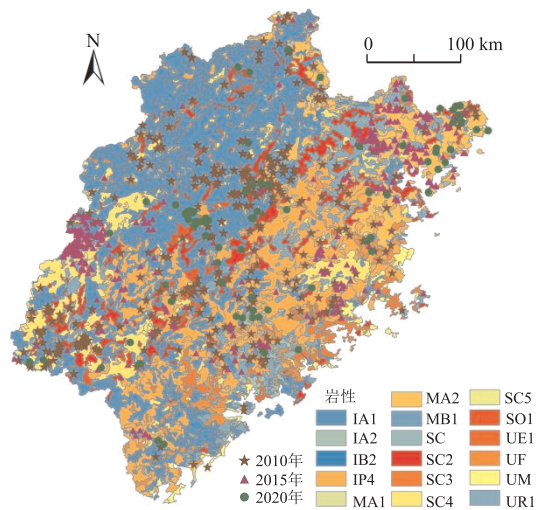 N
0 100 km
岩性
IA1 MA2 SC5
IA2 MB1 SO1
IB2 SC UE1
IP4 SC2 UF
MA1 SC3 UM
SC4 UR1
2010年
2015年
2020年